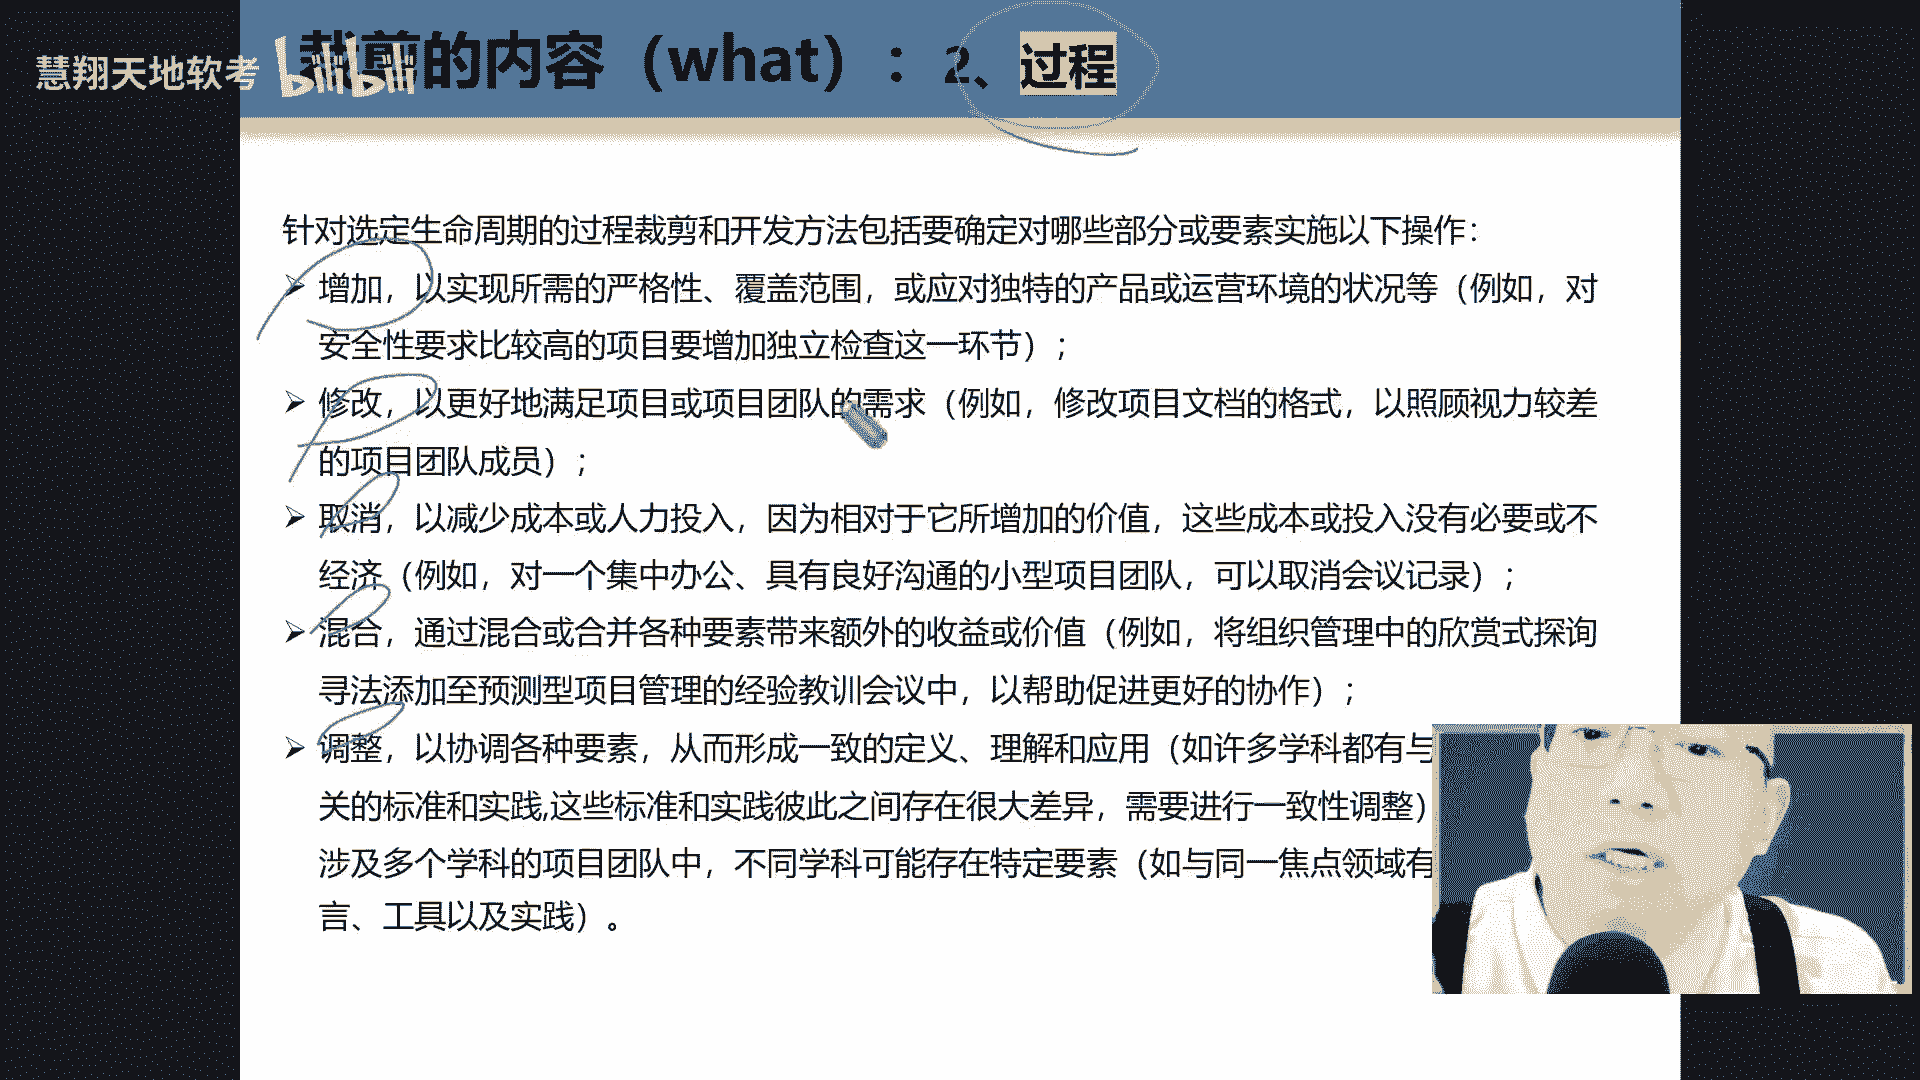 慧翔天地软考 bilibili
裁剪的内容（what）：2、过程
针对选定生命周期的过程裁剪和开发方法包括要确定对哪些部分或要素实施以下操作：
➢ 增加，以实现所需的严格性、覆盖范围，或应对独特的产品或运营环境的状况等（例如，对
安全性要求比较高的项目要增加独立检查这一环节）；
➢ 修改，以更好地满足项目或项目团队的需求（例如，修改项目文档的格式，以照顾视力较差
的项目团队成员）；
➢ 取消，以减少成本或人力投入，因为相对于它所增加的价值，这些成本或投入没有必要或不
经济（例如，对一个集中办公、具有良好沟通的小型项目团队，可以取消会议记录）；
➢ 混合，通过混合或合并各种要素带来额外的收益或价值（例如，将组织管理中的欣赏式探询
寻法添加至预测型项目管理的经验教训会议中，以帮助促进更好的协作）；
➢ 调整，以协调各种要素，从而形成一致的定义、理解和应用（如许多学科都有与
关的标准和实践,这些标准和实践彼此之间存在很大差异，需要进行一致性调整）
涉及多个学科的项目团队中，不同学科可能存在特定要素（如与同一焦点领域有
言、工具以及实践）。